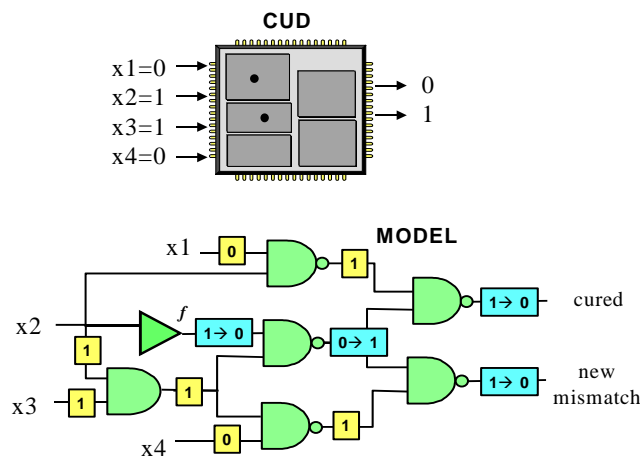 CUD
x1=0
x2=1
x3=1
x4=0
0
1
MODEL
x1
0
1
1→0
cured
x2
f
1→0
0→1
1
1
1→0
new
mismatch
x3
1
x4
0
1